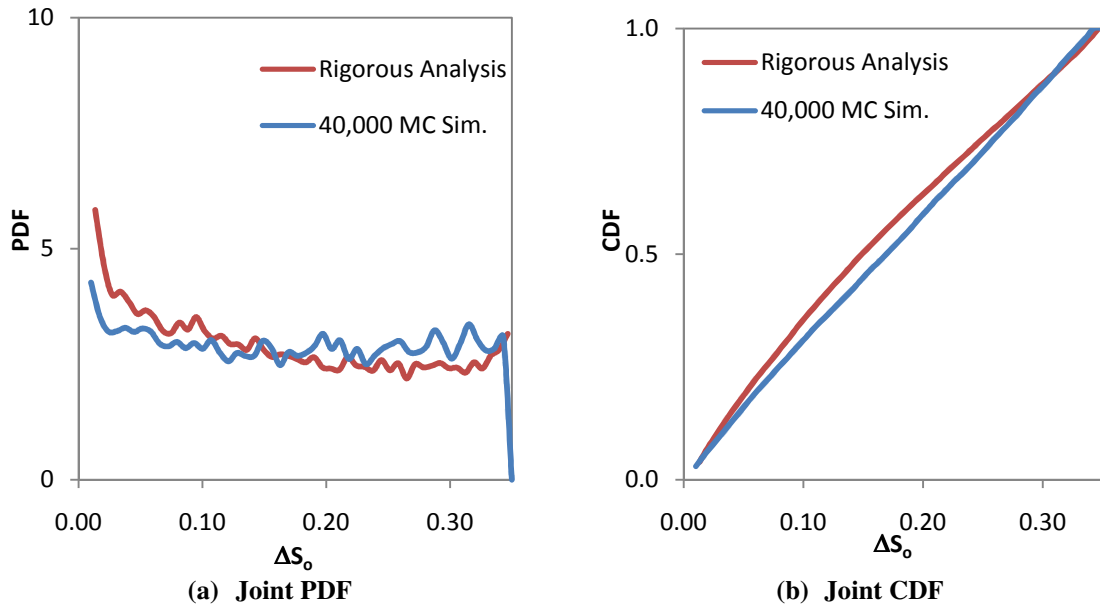 10
Rigorous Analysis
40,000 MC Sim.
PDF
5
0
0.00 0.10 0.20 0.30
ΔSₒ
(a) Joint PDF
1.0
Rigorous Analysis
40,000 MC Sim.
CDF
0.5
0.0
0.00 0.10 0.20 0.30
ΔSₒ
(b) Joint CDF